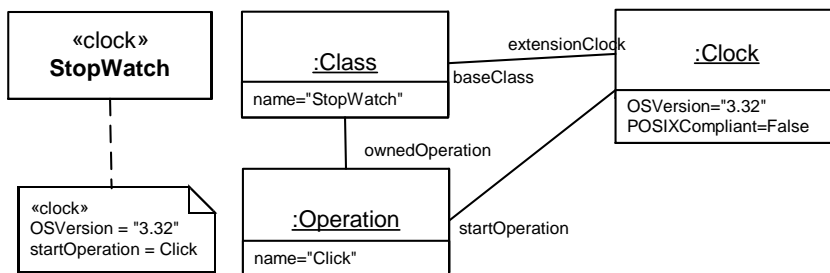 «clock»
StopWatch
«clock»
OSVersion = "3.32"
startOperation = Click
:Class
name="StopWatch"
extensionClock
baseClass
:Clock
OSVersion="3.32"
POSIXCompliant=False
ownedOperation
:Operation
name="Click"
startOperation